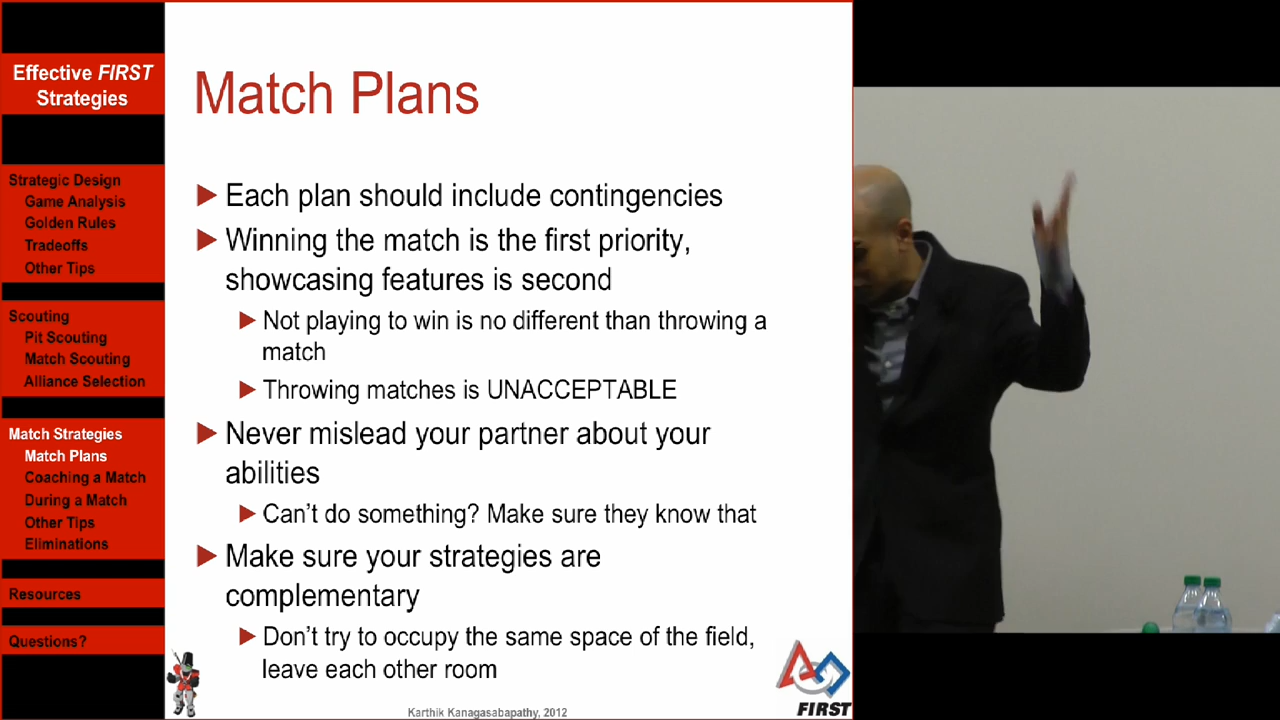 Effective FIRST
Strategies
Strategic Design
Game Analysis
Golden Rules
Tradeoffs
Other Tips
Scouting
Pit Scouting
Match Scouting
Alliance Selection
Match Strategies
Match Plans
Coaching a Match
During a Match
Other Tips
Eliminations
Resources
Questions?
Match Plans
Each plan should include contingencies
Winning the match is the first priority,
showcasing features is second
Not playing to win is no different than throwing a
match
Throwing matches is UNACCEPTABLE
Never mislead your partner about your
abilities
Can't do something? Make sure they know that
Make sure your strategies are
complementary
Don't try to occupy the same space of the field,
leave each other room
Karthik Kanagasabapathy, 2012
FIRST